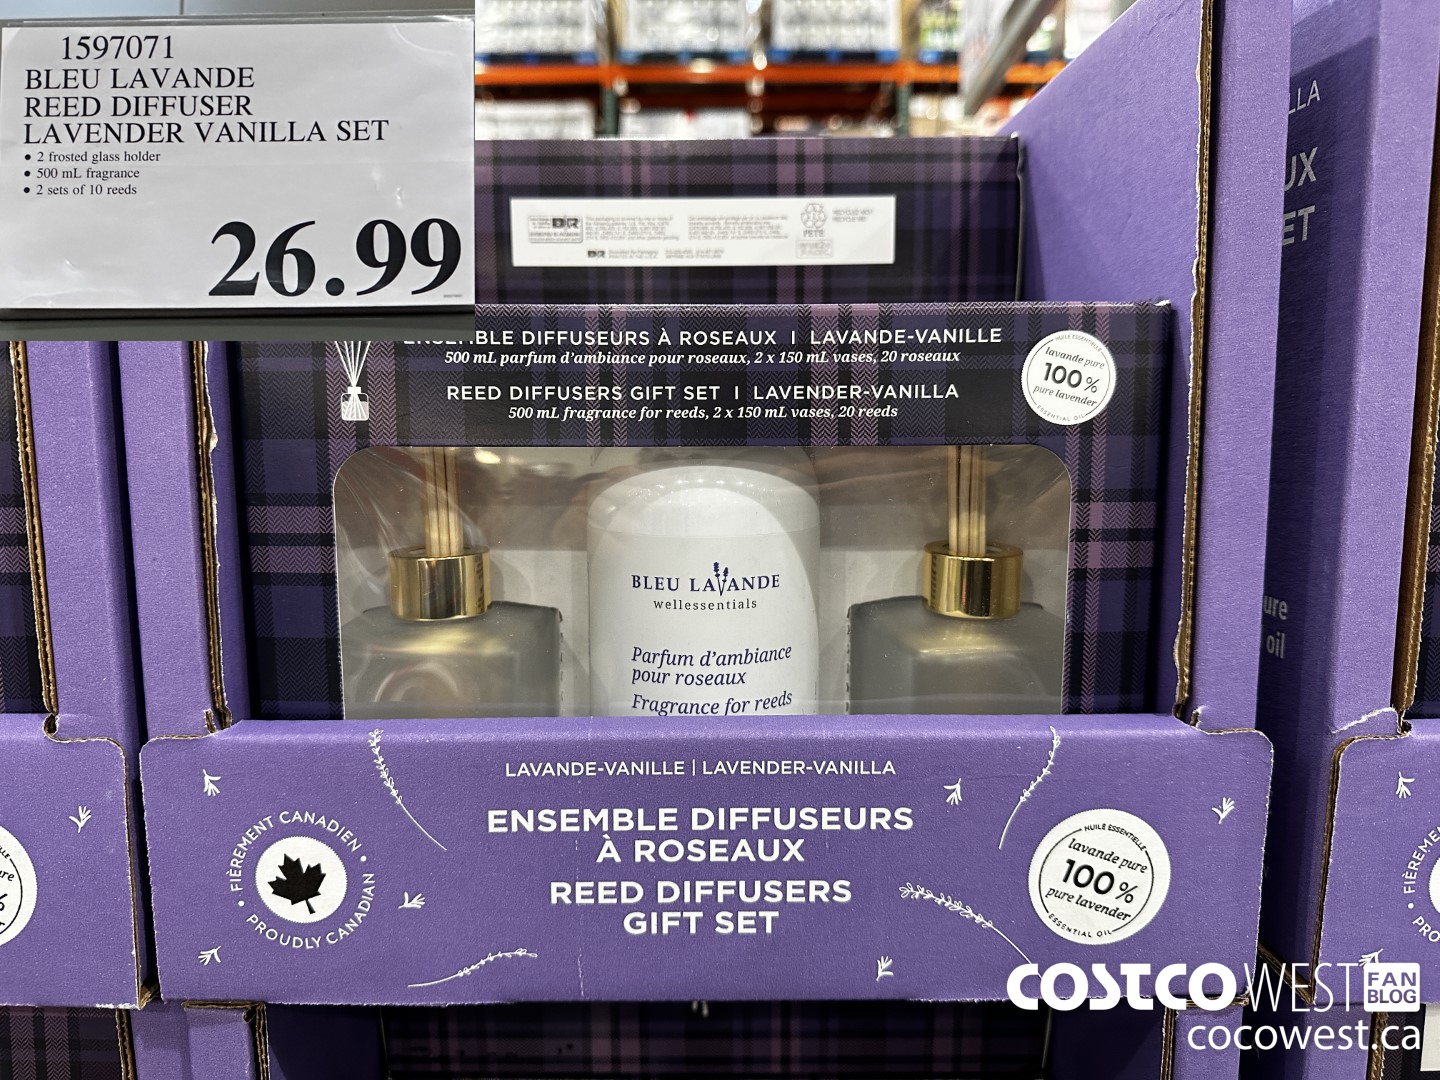 1597071
BLEU LAVANDE
REED DIFFUSER
LAVENDER VANILLA SET
• 2 frosted glass holder
• 500 mL fragrance
• 2 sets of 10 reeds
26.99
DIFFUSEURS À ROSEAUX | LAVANDE-VANILLE
500 mL parfum d'ambiance pour roseaux, 2 x 150 mL vases, 20 roseaux
REED DIFFUSERS GIFT SET | LAVENDER-VANILLA
500 mL fragrance for reeds, 2 x 150 mL vases, 20 reeds
HUILE ESSENTIELLE
lavande pure
100%
pure lavender
ESSENTIAL OIL
BLEU LAVANDE
wellessentials
Parfum d'ambiance
pour roseaux
Fragrance for reeds
LAVANDE-VANILLE | LAVENDER-VANILLA
ENSEMBLE DIFFUSEURS
À ROSEAUX
REED DIFFUSERS
GIFT SET
• FIÈREMENT CANADIEN •
PROUDLY CANADIAN
HUILE ESSENTIELLE
lavande pure
100%
pure lavender
ESSENTIAL OIL
oil
COSTCO WEST FAN BLOG
cocowest.ca